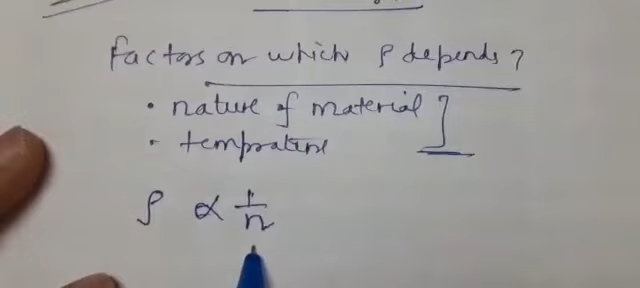 Factors on which ρ depends?
• nature of material
• temprature
ρ ∝ 1/n